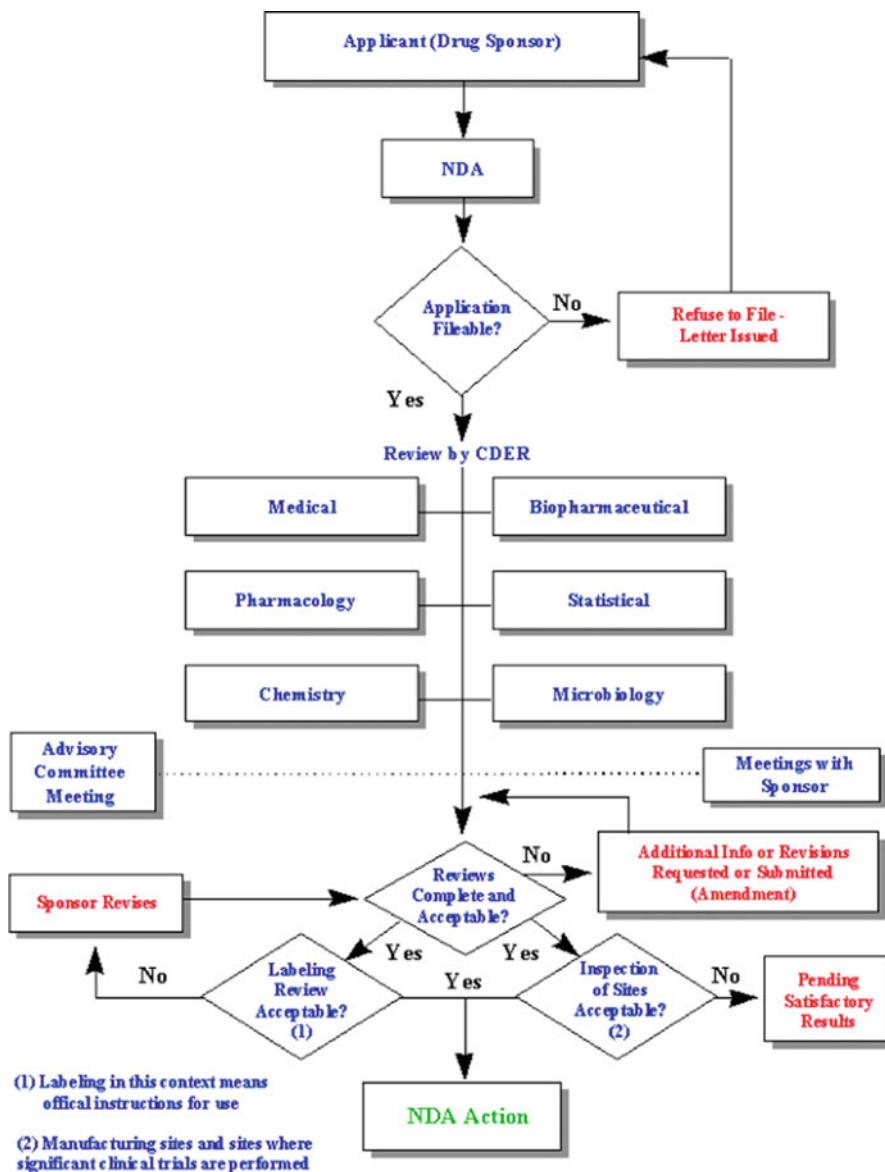 Applicant (Drug Sponsor)
NDA
Application
Fileable?
No
Refuse to File -
Letter Issued
Yes
Review by CDER
Medical
Biopharmaceutical
Pharmacology
Statistical
Chemistry
Microbiology
Advisory
Committee
Meeting
Meetings with
Sponsor
Reviews
Complete and
Acceptable?
No
Additional Info or Revisions
Requested or Submitted
(Amendment)
Sponsor Revises
Yes
Yes
Labeling
Review
Acceptable?
(1)
No
Yes
Inspection
of Sites
Acceptable?
(2)
No
Pending
Satisfactory
Results
NDA Action
(1) Labeling in this context means
offical instructions for use
(2) Manufacturing sites and sites where
significant clinical trials are performed